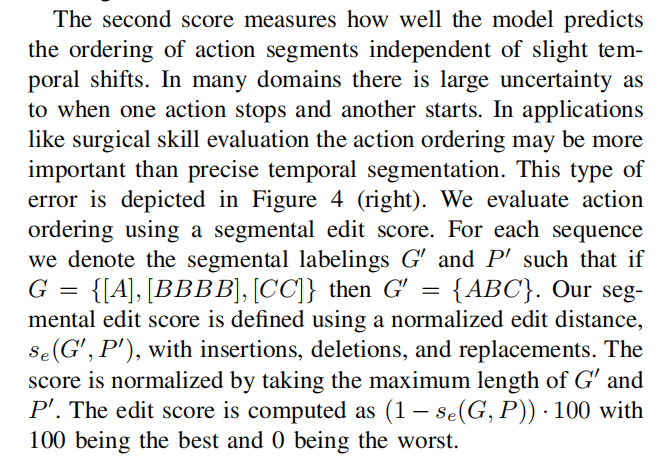 The second score measures how well the model predicts
the ordering of action segments independent of slight tem-
poral shifts. In many domains there is large uncertainty as
to when one action stops and another starts. In applications
like surgical skill evaluation the action ordering may be more
important than precise temporal segmentation. This type of
error is depicted in Figure 4 (right). We evaluate action
ordering using a segmental edit score. For each sequence
we denote the segmental labelings G′ and P′ such that if
G = {[A], [BBBB], [CC]} then G′ = {ABC}. Our seg-
mental edit score is defined using a normalized edit distance,
sₑ(G′, P′), with insertions, deletions, and replacements. The
score is normalized by taking the maximum length of G′ and
P′. The edit score is computed as (1 − sₑ(G, P)) · 100 with
100 being the best and 0 being the worst.